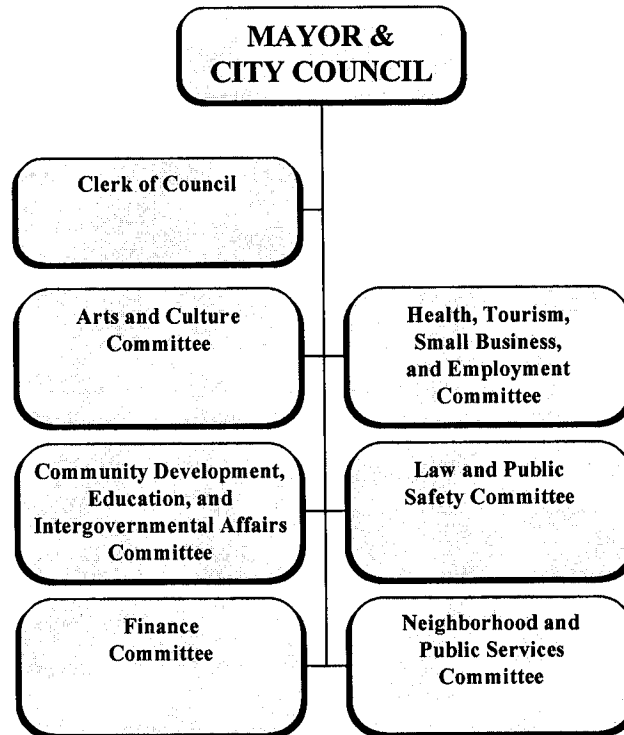 MAYOR &
CITY COUNCIL
Clerk of Council
Arts and Culture
Committee
Health, Tourism,
Small Business,
and Employment
Committee
Community Development,
Education, and
Intergovernmental Affairs
Committee
Law and Public
Safety Committee
Finance
Committee
Neighborhood and
Public Services
Committee